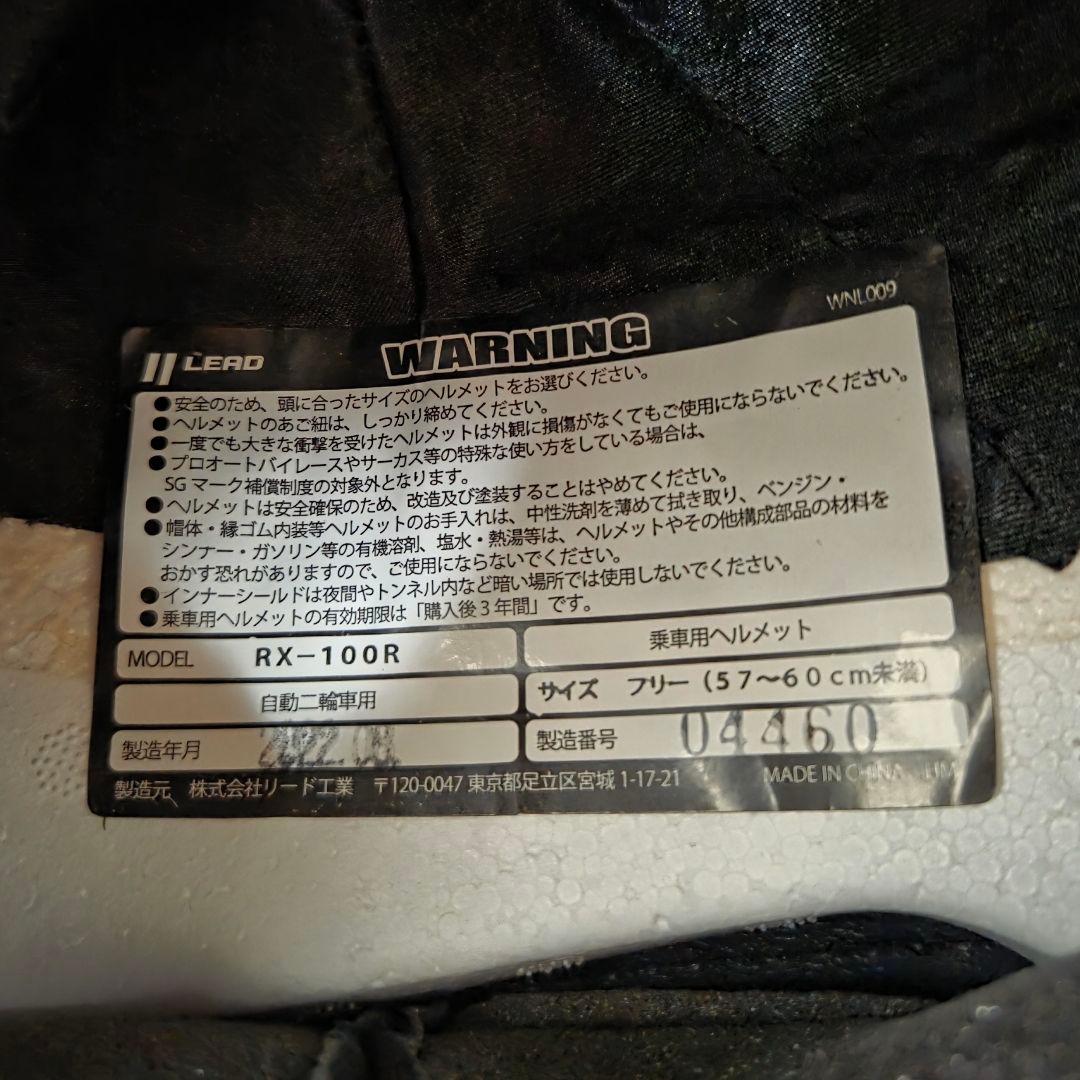 WNL009
LEAD WARNING
●安全のため、頭に合ったサイズのヘルメットをお選びください。
●ヘルメットのあご紐は、しっかり締めてください。
●一度でも大きな衝撃を受けたヘルメットは外観に損傷がなくてもご使用にならないでください。
●プロオートバイレースやサーカス等の特殊な使い方をしている場合は、
SGマーク補償制度の対象外となります。
●ヘルメットは安全確保のため、改造及び塗装することはやめてください。
●帽体・縁ゴム内装等ヘルメットのお手入れは、中性洗剤を薄めて拭き取り、ベンジン・
シンナー・ガソリン等の有機溶剤、塩水・熱湯等は、ヘルメットやその他構成部品の材料を
おかす恐れがありますので、ご使用にならないでください。
●インナーシールドは夜間やトンネル内など暗い場所では使用しないでください。
●乗車用ヘルメットの有効期限は「購入後3年間」です。
MODEL RX-100R
乗車用ヘルメット
自動二輪車用
サイズ フリー（57～60cm未満）
製造年月
製造番号 04460
製造元 株式会社リード工業 〒120-0047 東京都足立区宮城1-17-21 MADE IN CHINA